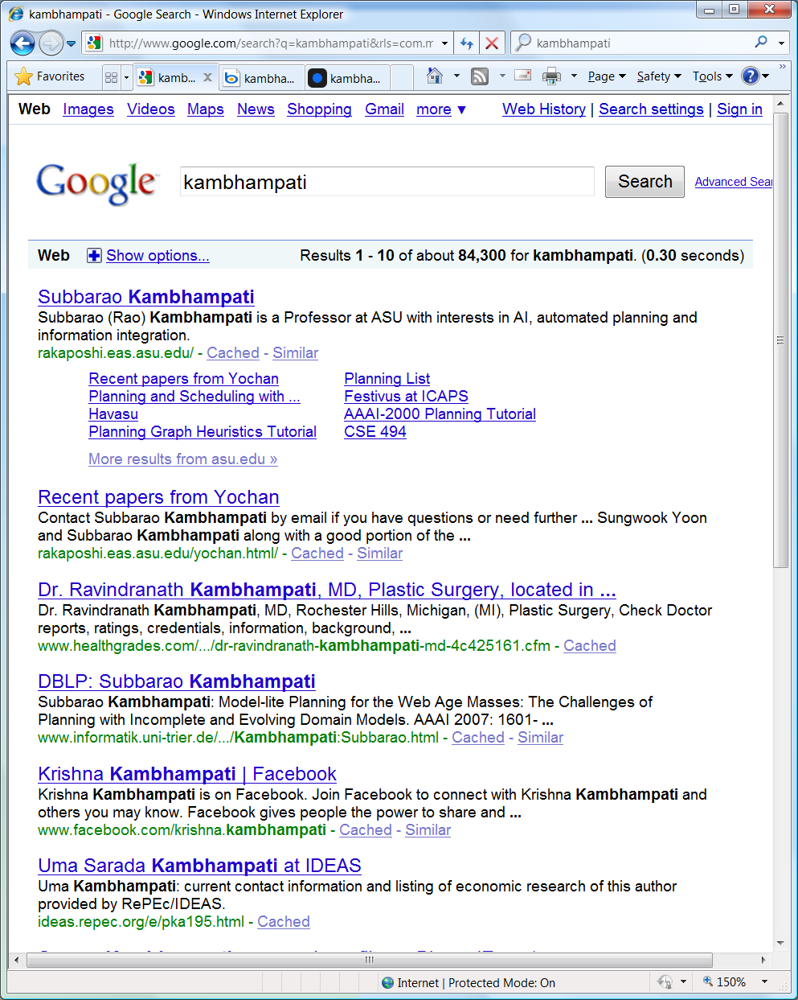 kambhampati - Google Search - Windows Internet Explorer
http://www.google.com/search?q=kambhampati&rls=com.m kambhampati
Favorites kamb... kambha... kambha... Page Safety Tools
Web Images Videos Maps News Shopping Gmail more ▼ Web History | Search settings | Sign in
Google™ kambhampati Search Advanced Sear
Web Show options... Results 1 - 10 of about 84,300 for kambhampati. (0.30 seconds)
Subbarao Kambhampati
Subbarao (Rao) Kambhampati is a Professor at ASU with interests in AI, automated planning and
information integration.
rakaposhi.eas.asu.edu/ - Cached - Similar
Recent papers from Yochan Planning List
Planning and Scheduling with ... Festivus at ICAPS
Havasu AAAI-2000 Planning Tutorial
Planning Graph Heuristics Tutorial CSE 494
More results from asu.edu »
Recent papers from Yochan
Contact Subbarao Kambhampati by email if you have questions or need further ... Sungwook Yoon
and Subbarao Kambhampati along with a good portion of the ...
rakaposhi.eas.asu.edu/yochan.html/ - Cached - Similar
Dr. Ravindranath Kambhampati, MD, Plastic Surgery, located in ...
Dr. Ravindranath Kambhampati, MD, Rochester Hills, Michigan, (MI), Plastic Surgery, Check Doctor
reports, ratings, credentials, information, background, ...
www.healthgrades.com/.../dr-ravindranath-kambhampati-md-4c425161.cfm - Cached
DBLP: Subbarao Kambhampati
Subbarao Kambhampati: Model-lite Planning for the Web Age Masses: The Challenges of
Planning with Incomplete and Evolving Domain Models. AAAI 2007: 1601- ...
www.informatik.uni-trier.de/.../Kambhampati:Subbarao.html - Cached - Similar
Krishna Kambhampati | Facebook
Krishna Kambhampati is on Facebook. Join Facebook to connect with Krishna Kambhampati and
others you may know. Facebook gives people the power to share and ...
www.facebook.com/krishna.kambhampati - Cached - Similar
Uma Sarada Kambhampati at IDEAS
Uma Kambhampati: current contact information and listing of economic research of this author
provided by RePEc/IDEAS.
ideas.repec.org/e/pka195.html - Cached
Internet | Protected Mode: On 150%